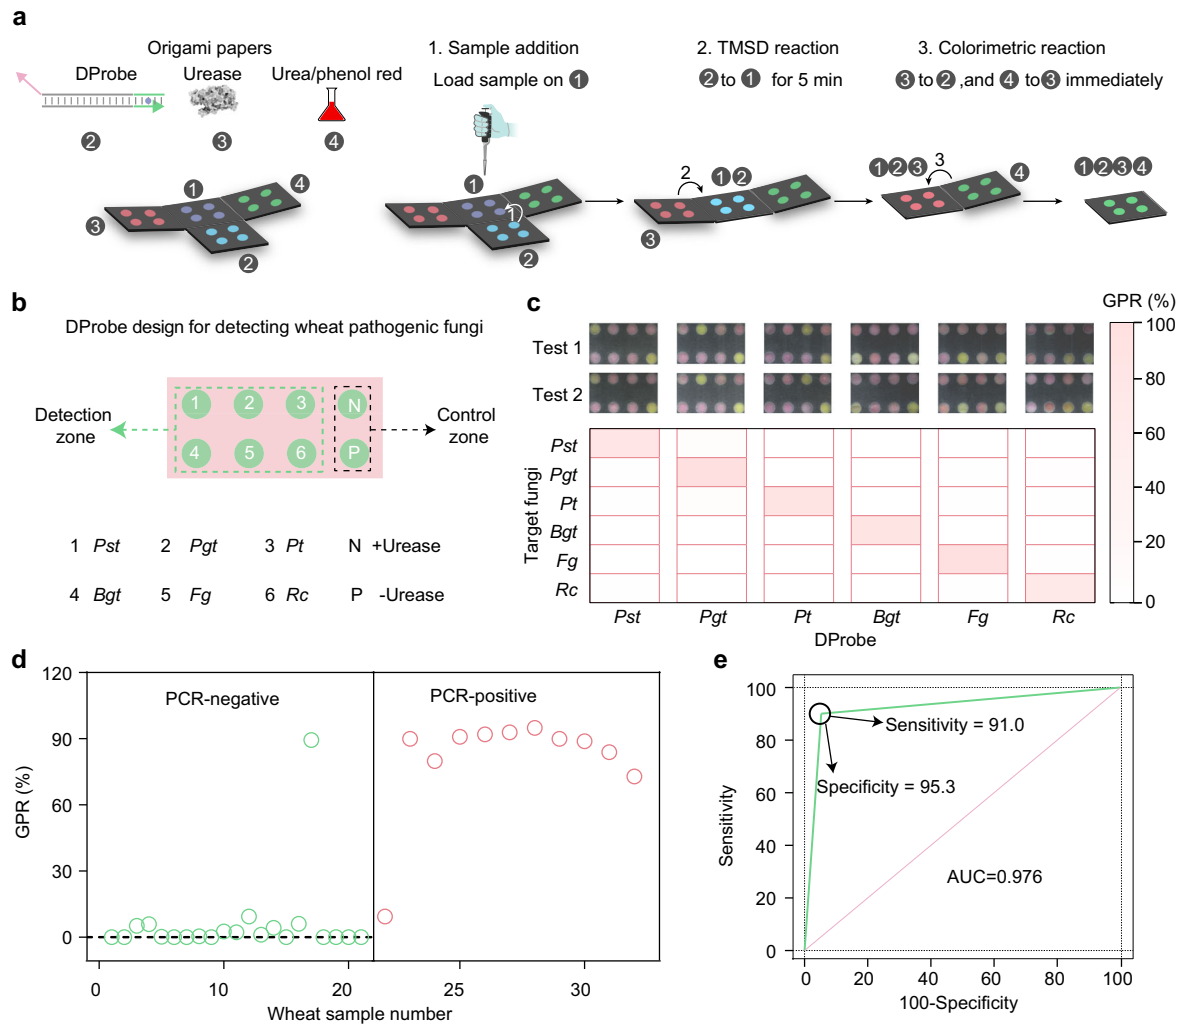 a
Origami papers
DProbe
Urease
Urea/phenol red
2
3
4
1
4
3
2
1. Sample addition
Load sample on 1
1
1
2
2. TMSD reaction
2 to 1 for 5 min
2
1 2
3
3. Colorimetric reaction
3 to 2 ,and 4 to 3 immediately
1 2 3
3
4
1 2 3 4
b
DProbe design for detecting wheat pathogenic fungi
Detection
zone
1 2 3 N
4 5 6 P
Control
zone
1 Pst 2 Pgt 3 Pt N +Urease
4 Bgt 5 Fg 6 Rc P -Urease
c
GPR (%)
Test 1
Test 2
100
80
60
40
20
0
Target fungi
Pst
Pgt
Pt
Bgt
Fg
Rc
Pst Pgt Pt Bgt Fg Rc
DProbe
d
GPR (%)
120
90
60
30
0
PCR-negative
PCR-positive
0 10 20 25 30
Wheat sample number
e
Sensitivity
100
80
60
40
20
0
Sensitivity = 91.0
Specificity = 95.3
AUC=0.976
0 20 40 60 80 100
100-Specificity